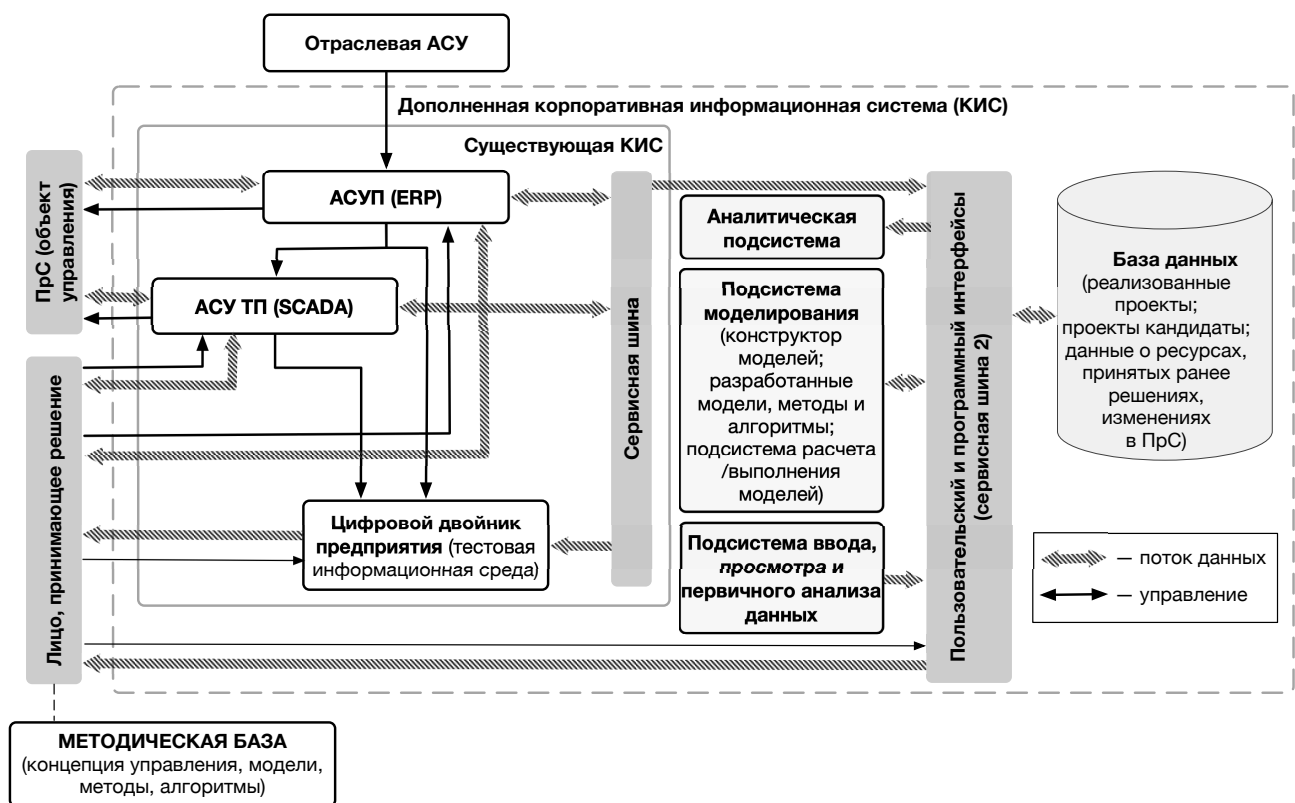 Отраслевая АСУ
Дополненная корпоративная информационная система (КИС)
Существующая КИС
ПрС (объект
управления)
АСУП (ERP)
АСУ ТП (SCADA)
Лицо, принимающее решение
Цифровой двойник
предприятия (тестовая
информационная среда)
Сервисная шина
Аналитическая
подсистема
Подсистема
моделирования
(конструктор
моделей;
разработанные
модели, методы и
алгоритмы;
подсистема расчета
/выполнения
моделей)
Подсистема ввода,
просмотра и
первичного анализа
данных
Пользовательский и программный интерфейсы
(сервисная шина 2)
База данных
(реализованные
проекты;
проекты кандидаты;
данные о ресурсах,
принятых ранее
решениях,
изменениях
в ПрС)
— поток данных
— управление
МЕТОДИЧЕСКАЯ БАЗА
(концепция управления, модели,
методы, алгоритмы)